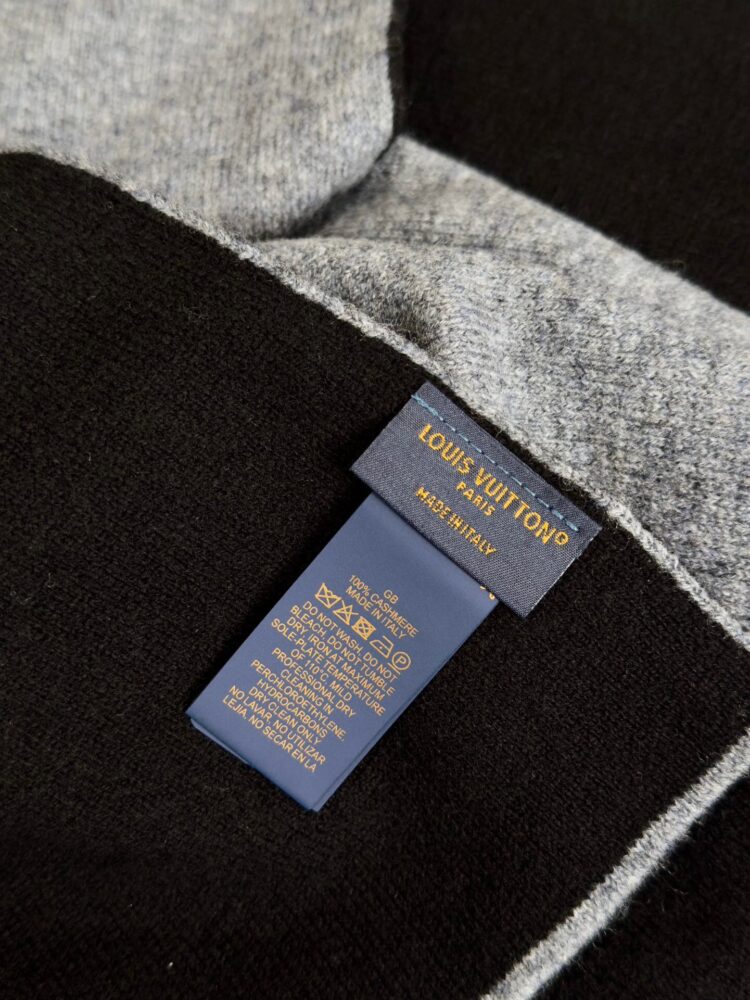 LOUIS VUITTON®
PARIS
MADE IN ITALY
GB
100% CASHMERE
MADE IN ITALY
DO NOT WASH, DO NOT
BLEACH, DO NOT TUMBLE
DRY, IRON AT MAXIMUM
SOLE-PLATE TEMPERATURE
OF 110°C, MILD
PROFESSIONAL DRY
CLEANING IN
PERCHLOROETHYLENE.
HYDROCARBONS
DRY CLEAN ONLY
NO LAVAR, NO UTILIZAR
LEJIA, NO SECAR EN LA